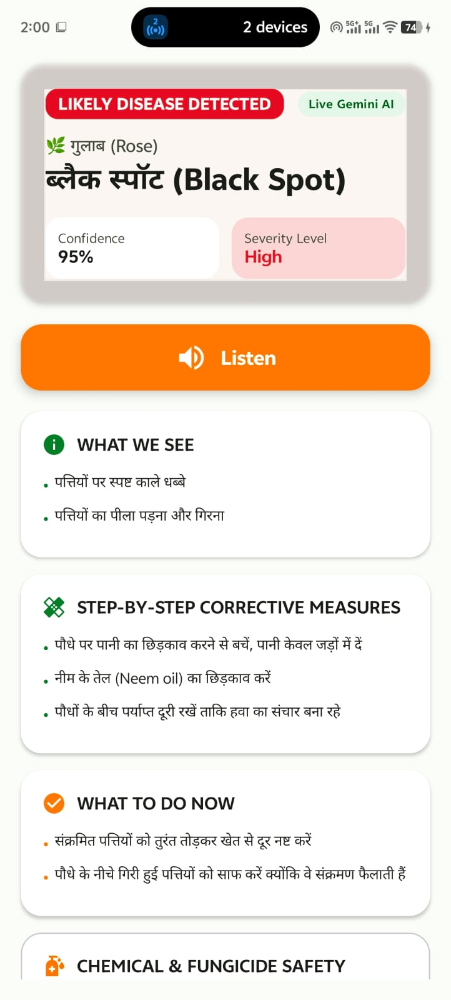 2:00
2
2 devices
5G+ 5G 74
LIKELY DISEASE DETECTED
Live Gemini AI
गुलाब (Rose)
ब्लैक स्पॉट (Black Spot)
Confidence
95%
Severity Level
High
Listen
WHAT WE SEE
• पत्तियों पर स्पष्ट काले धब्बे
• पत्तियों का पीला पड़ना और गिरना
STEP-BY-STEP CORRECTIVE MEASURES
• पौधे पर पानी का छिड़काव करने से बचें, पानी केवल जड़ों में दें
• नीम के तेल (Neem oil) का छिड़काव करें
• पौधों के बीच पर्याप्त दूरी रखें ताकि हवा का संचार बना रहे
WHAT TO DO NOW
• संक्रमित पत्तियों को तुरंत तोड़कर खेत से दूर नष्ट करें
• पौधे के नीचे गिरी हुई पत्तियों को साफ करें क्योंकि वे संक्रमण फैलाती हैं
CHEMICAL & FUNGICIDE SAFETY